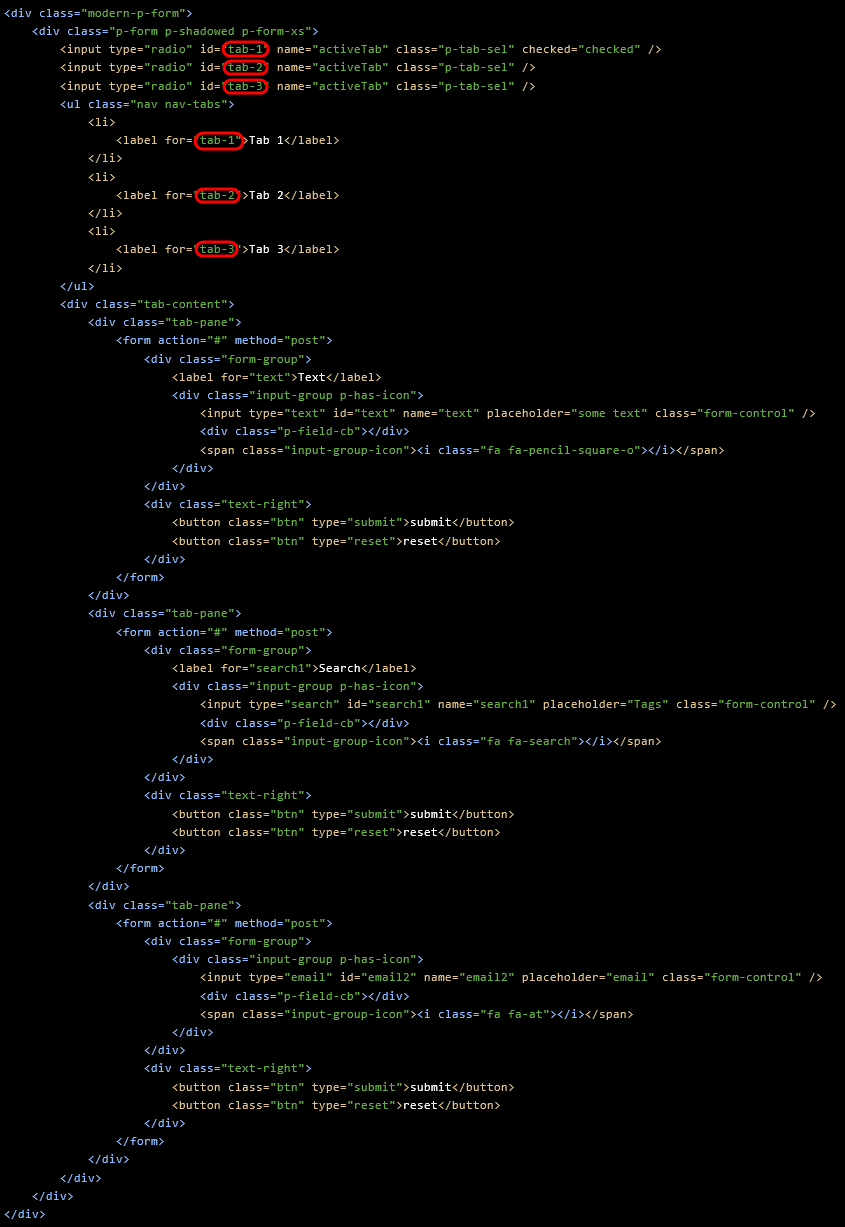 <div class="modern-p-form">
<div class="p-form p-shadowed p-form-xs">
<input type="radio" id="tab-1" name="activeTab" class="p-tab-sel" checked="checked" />
<input type="radio" id="tab-2" name="activeTab" class="p-tab-sel" />
<input type="radio" id="tab-3" name="activeTab" class="p-tab-sel" />
<ul class="nav nav-tabs">
<li>
<label for="tab-1">Tab 1</label>
</li>
<li>
<label for="tab-2">Tab 2</label>
</li>
<li>
<label for="tab-3">Tab 3</label>
</li>
</ul>
<div class="tab-content">
<div class="tab-pane">
<form action="#" method="post">
<div class="form-group">
<label for="text">Text</label>
<div class="input-group p-has-icon">
<input type="text" id="text" name="text" placeholder="some text" class="form-control" />
<div class="p-field-cb"></div>
<span class="input-group-icon"><i class="fa fa-pencil-square-o"></i></span>
</div>
</div>
<div class="text-right">
<button class="btn" type="submit">submit</button>
<button class="btn" type="reset">reset</button>
</div>
</form>
</div>
<div class="tab-pane">
<form action="#" method="post">
<div class="form-group">
<label for="search1">Search</label>
<div class="input-group p-has-icon">
<input type="search" id="search1" name="search1" placeholder="Tags" class="form-control" />
<div class="p-field-cb"></div>
<span class="input-group-icon"><i class="fa fa-search"></i></span>
</div>
</div>
<div class="text-right">
<button class="btn" type="submit">submit</button>
<button class="btn" type="reset">reset</button>
</div>
</form>
</div>
<div class="tab-pane">
<form action="#" method="post">
<div class="form-group">
<div class="input-group p-has-icon">
<input type="email" id="email2" name="email2" placeholder="email" class="form-control" />
<div class="p-field-cb"></div>
<span class="input-group-icon"><i class="fa fa-at"></i></span>
</div>
</div>
<div class="text-right">
<button class="btn" type="submit">submit</button>
<button class="btn" type="reset">reset</button>
</div>
</form>
</div>
</div>
</div>
</div>